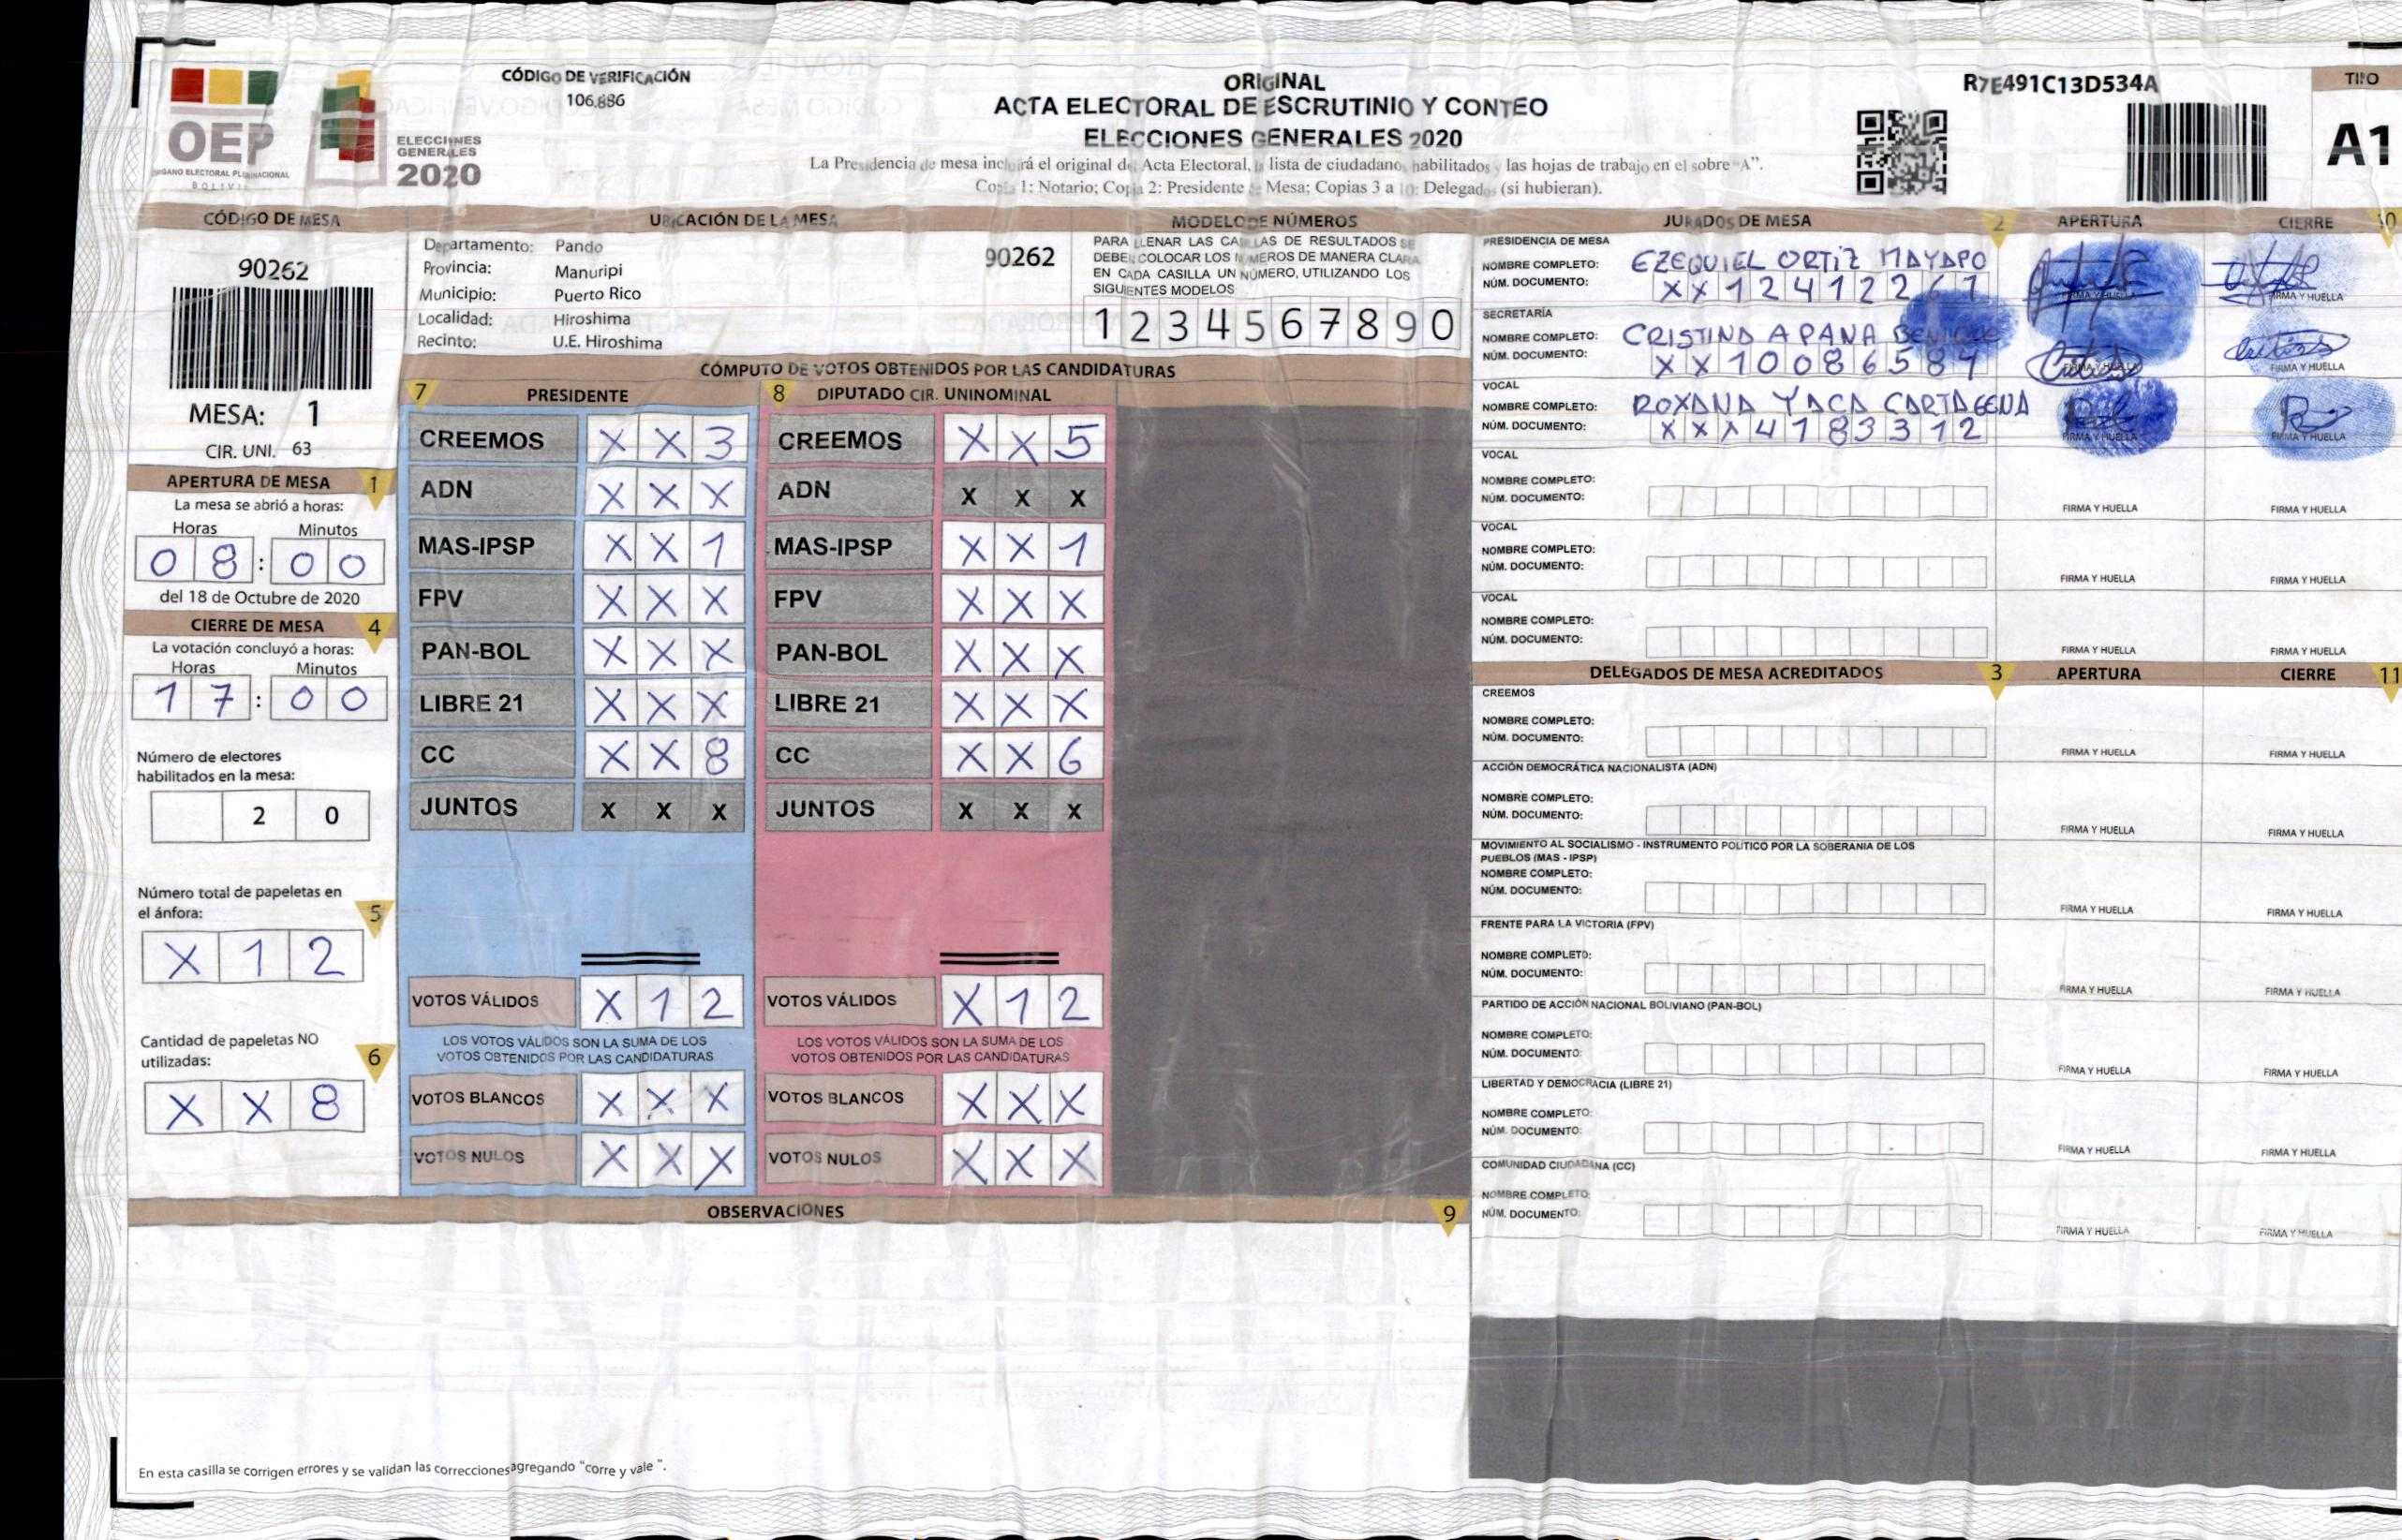 CÓDIGO DE VERIFICACIÓN
106.886
ORIGINAL
ACTA ELECTORAL DE ESCRUTINIO Y CONTEO
ELECCIONES GENERALES 2020
La Presidencia de mesa incluirá el original del Acta Electoral, la lista de ciudadanos habilitados y las hojas de trabajo en el sobre "A".
Copia 1: Notario; Copia 2: Presidente de Mesa; Copias 3 a 10: Delegados (si hubieran).
R7E491C13D534A
TIPO
A1
OEP
ÓRGANO ELECTORAL PLURINACIONAL
BOLIVIA
ELECCIONES
GENERALES
2020
CÓDIGO DE MESA
90262
MESA: 1
CIR. UNI. 63
APERTURA DE MESA 1
La mesa se abrió a horas:
Horas Minutos
0 8 : 0 0
del 18 de Octubre de 2020
CIERRE DE MESA 4
La votación concluyó a horas:
Horas Minutos
1 7 : 0 0
Número de electores
habilitados en la mesa:
2 0
Número total de papeletas en
el ánfora: 5
X 1 2
Cantidad de papeletas NO
utilizadas: 6
X X 8
UBICACIÓN DE LA MESA
Departamento: Pando
Provincia: Manuripi
Municipio: Puerto Rico
Localidad: Hiroshima
Recinto: U.E. Hiroshima
90262
MODELO DE NÚMEROS
PARA LLENAR LAS CASILLAS DE RESULTADOS SE
DEBEN COLOCAR LOS NÚMEROS DE MANERA CLARA
EN CADA CASILLA UN NÚMERO, UTILIZANDO LOS
SIGUIENTES MODELOS
1 2 3 4 5 6 7 8 9 0
CÓMPUTO DE VOTOS OBTENIDOS POR LAS CANDIDATURAS
7 PRESIDENTE
CREEMOS X X 3
ADN X X X
MAS-IPSP X X 1
FPV X X X
PAN-BOL X X X
LIBRE 21 X X X
CC X X 8
JUNTOS X X X
VOTOS VÁLIDOS X 1 2
LOS VOTOS VÁLIDOS SON LA SUMA DE LOS
VOTOS OBTENIDOS POR LAS CANDIDATURAS
VOTOS BLANCOS X X X
VOTOS NULOS X X X
8 DIPUTADO CIR. UNINOMINAL
CREEMOS X X 5
ADN X X X
MAS-IPSP X X 1
FPV X X X
PAN-BOL X X X
LIBRE 21 X X X
CC X X 6
JUNTOS X X X
VOTOS VÁLIDOS X 1 2
LOS VOTOS VÁLIDOS SON LA SUMA DE LOS
VOTOS OBTENIDOS POR LAS CANDIDATURAS
VOTOS BLANCOS X X X
VOTOS NULOS X X X
OBSERVACIONES 9
En esta casilla se corrigen errores y se validan las correcciones agregando "corre y vale ".
JURADOS DE MESA 2 APERTURA CIERRE 10
PRESIDENCIA DE MESA
NOMBRE COMPLETO: EZEQUIEL ORTIZ MAYAPO
NÚM. DOCUMENTO: X X 1 2 4 1 2 2 6 1
FIRMA Y HUELLA FIRMA Y HUELLA
SECRETARÍA
NOMBRE COMPLETO: CRISTINA APANA
NÚM. DOCUMENTO: X X 1 0 0 8 6 5 8 4
FIRMA Y HUELLA FIRMA Y HUELLA
VOCAL
NOMBRE COMPLETO: ROXANA YACA CARTAGENA
NÚM. DOCUMENTO: X X X 4 1 8 3 3 1 2
FIRMA Y HUELLA FIRMA Y HUELLA
VOCAL
NOMBRE COMPLETO:
NÚM. DOCUMENTO:
FIRMA Y HUELLA FIRMA Y HUELLA
VOCAL
NOMBRE COMPLETO:
NÚM. DOCUMENTO:
FIRMA Y HUELLA FIRMA Y HUELLA
VOCAL
NOMBRE COMPLETO:
NÚM. DOCUMENTO:
FIRMA Y HUELLA FIRMA Y HUELLA
DELEGADOS DE MESA ACREDITADOS 3 APERTURA CIERRE 11
CREEMOS
NOMBRE COMPLETO:
NÚM. DOCUMENTO:
FIRMA Y HUELLA FIRMA Y HUELLA
ACCIÓN DEMOCRÁTICA NACIONALISTA (ADN)
NOMBRE COMPLETO:
NÚM. DOCUMENTO:
FIRMA Y HUELLA FIRMA Y HUELLA
MOVIMIENTO AL SOCIALISMO - INSTRUMENTO POLÍTICO POR LA SOBERANÍA DE LOS
PUEBLOS (MAS - IPSP)
NOMBRE COMPLETO:
NÚM. DOCUMENTO:
FIRMA Y HUELLA FIRMA Y HUELLA
FRENTE PARA LA VICTORIA (FPV)
NOMBRE COMPLETO:
NÚM. DOCUMENTO:
FIRMA Y HUELLA FIRMA Y HUELLA
PARTIDO DE ACCIÓN NACIONAL BOLIVIANO (PAN-BOL)
NOMBRE COMPLETO:
NÚM. DOCUMENTO:
FIRMA Y HUELLA FIRMA Y HUELLA
LIBERTAD Y DEMOCRACIA (LIBRE 21)
NOMBRE COMPLETO:
NÚM. DOCUMENTO:
FIRMA Y HUELLA FIRMA Y HUELLA
COMUNIDAD CIUDADANA (CC)
NOMBRE COMPLETO:
NÚM. DOCUMENTO:
FIRMA Y HUELLA FIRMA Y HUELLA